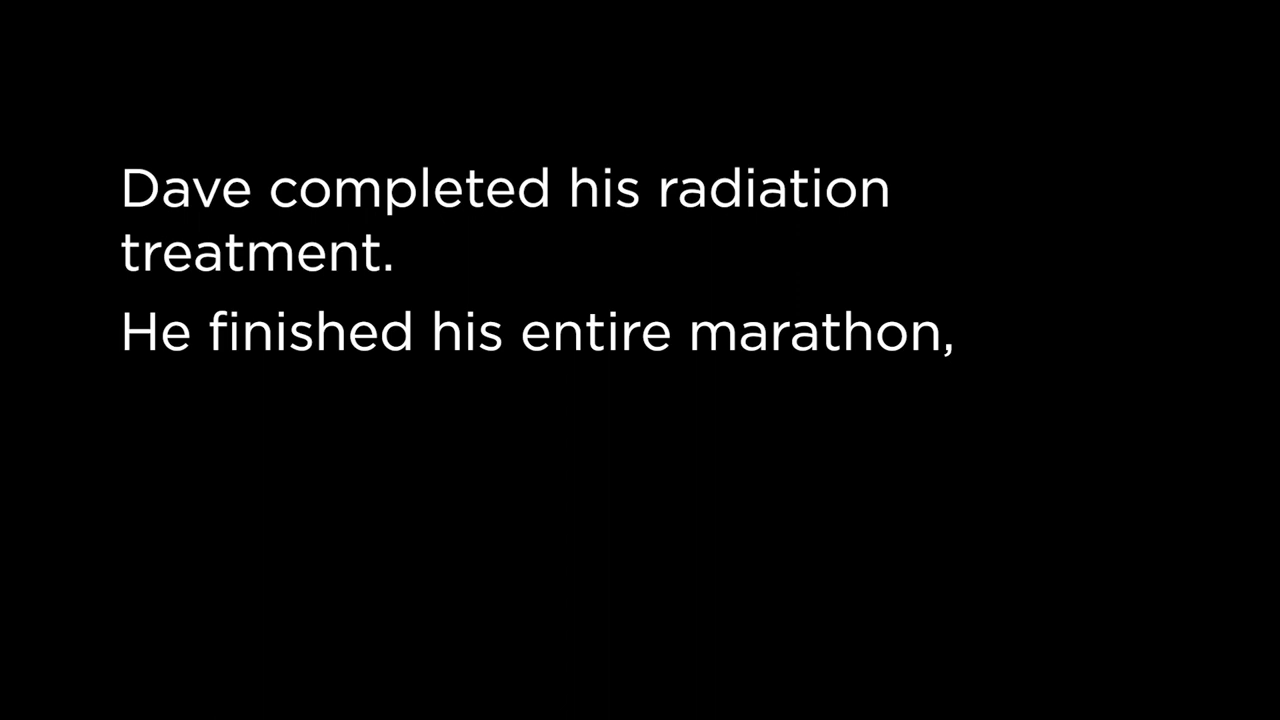 Dave completed his radiation
treatment.
He finished his entire marathon,